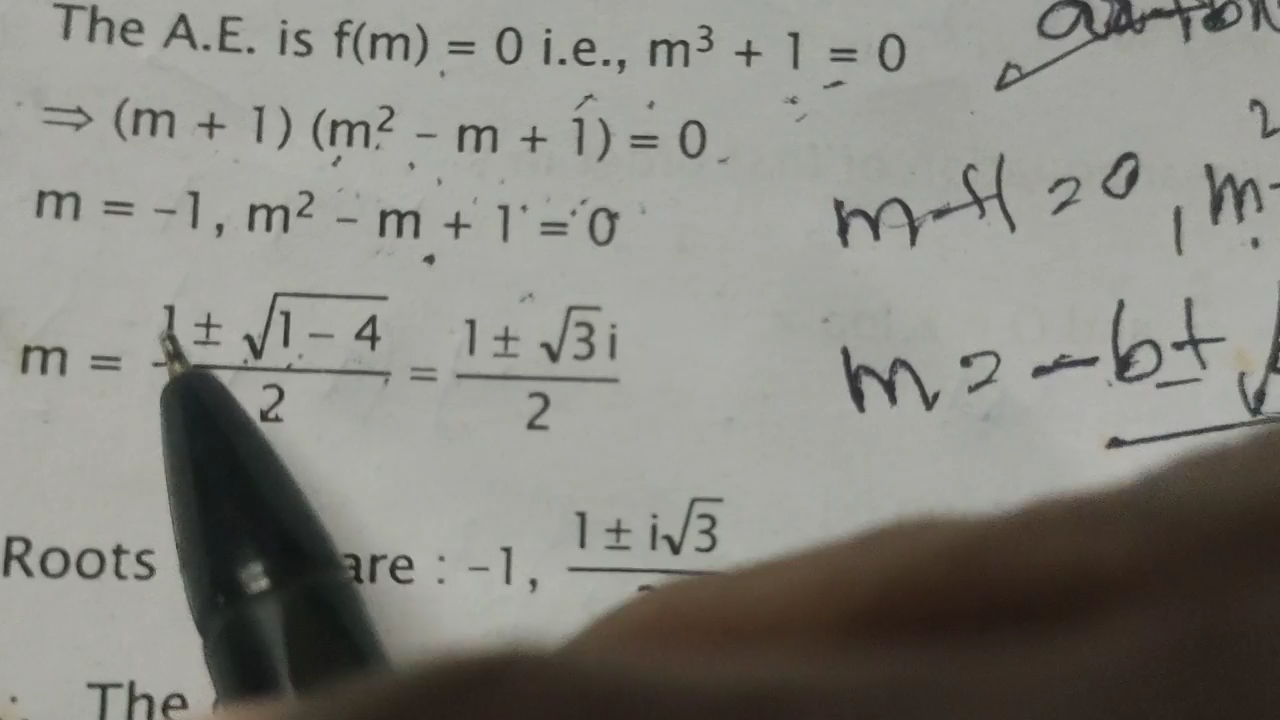 The A.E. is f(m) = 0 i.e., m³ + 1 = 0
⇒ (m + 1) (m² - m + 1) = 0
m = -1, m² - m + 1 = 0
m = (1 ± √(1 - 4))/2 = (1 ± √3 i)/2
Roots are : -1, (1 ± i√3)
The
m+1 = 0, m
2
m = -b ± √